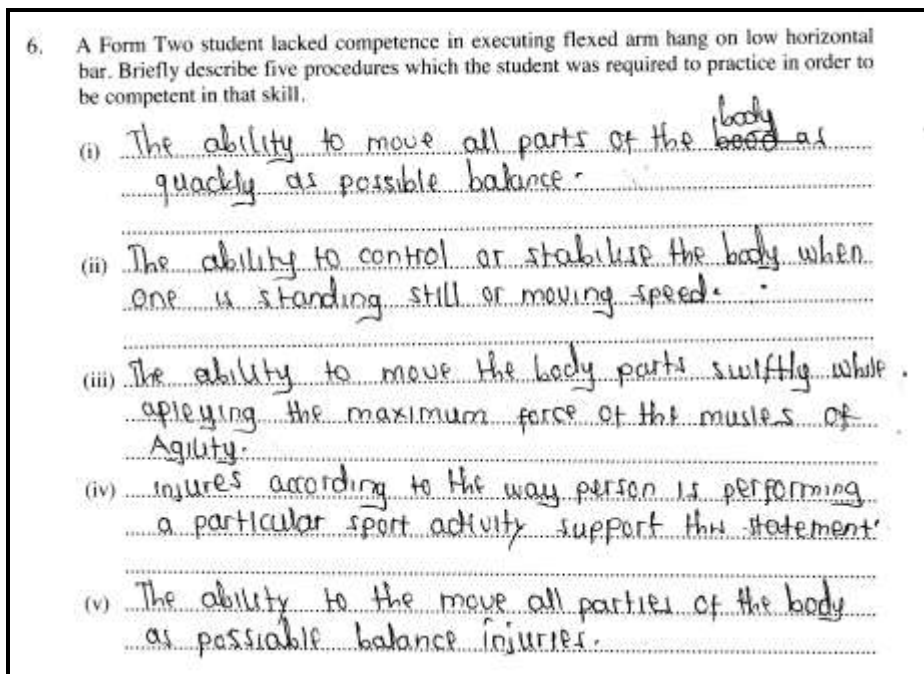 6. A Form Two student lacked competence in executing flexed arm hang on low horizontal
bar. Briefly describe five procedures which the student was required to practice in order to
be competent in that skill.
body
(i) The ability to move all parts of the as
quackly as possible balance.
(ii) The ability to control or stabilise the body when
one is standing still or moving speed.
(iii) The ability to move the body parts swiftly while
apleying the maximum force of the musles of
Agility.
(iv) injures according to the way person is performing
a particular sport activity support this statement
(v) The ability to the move all parties of the body
as possiable balance injuries.